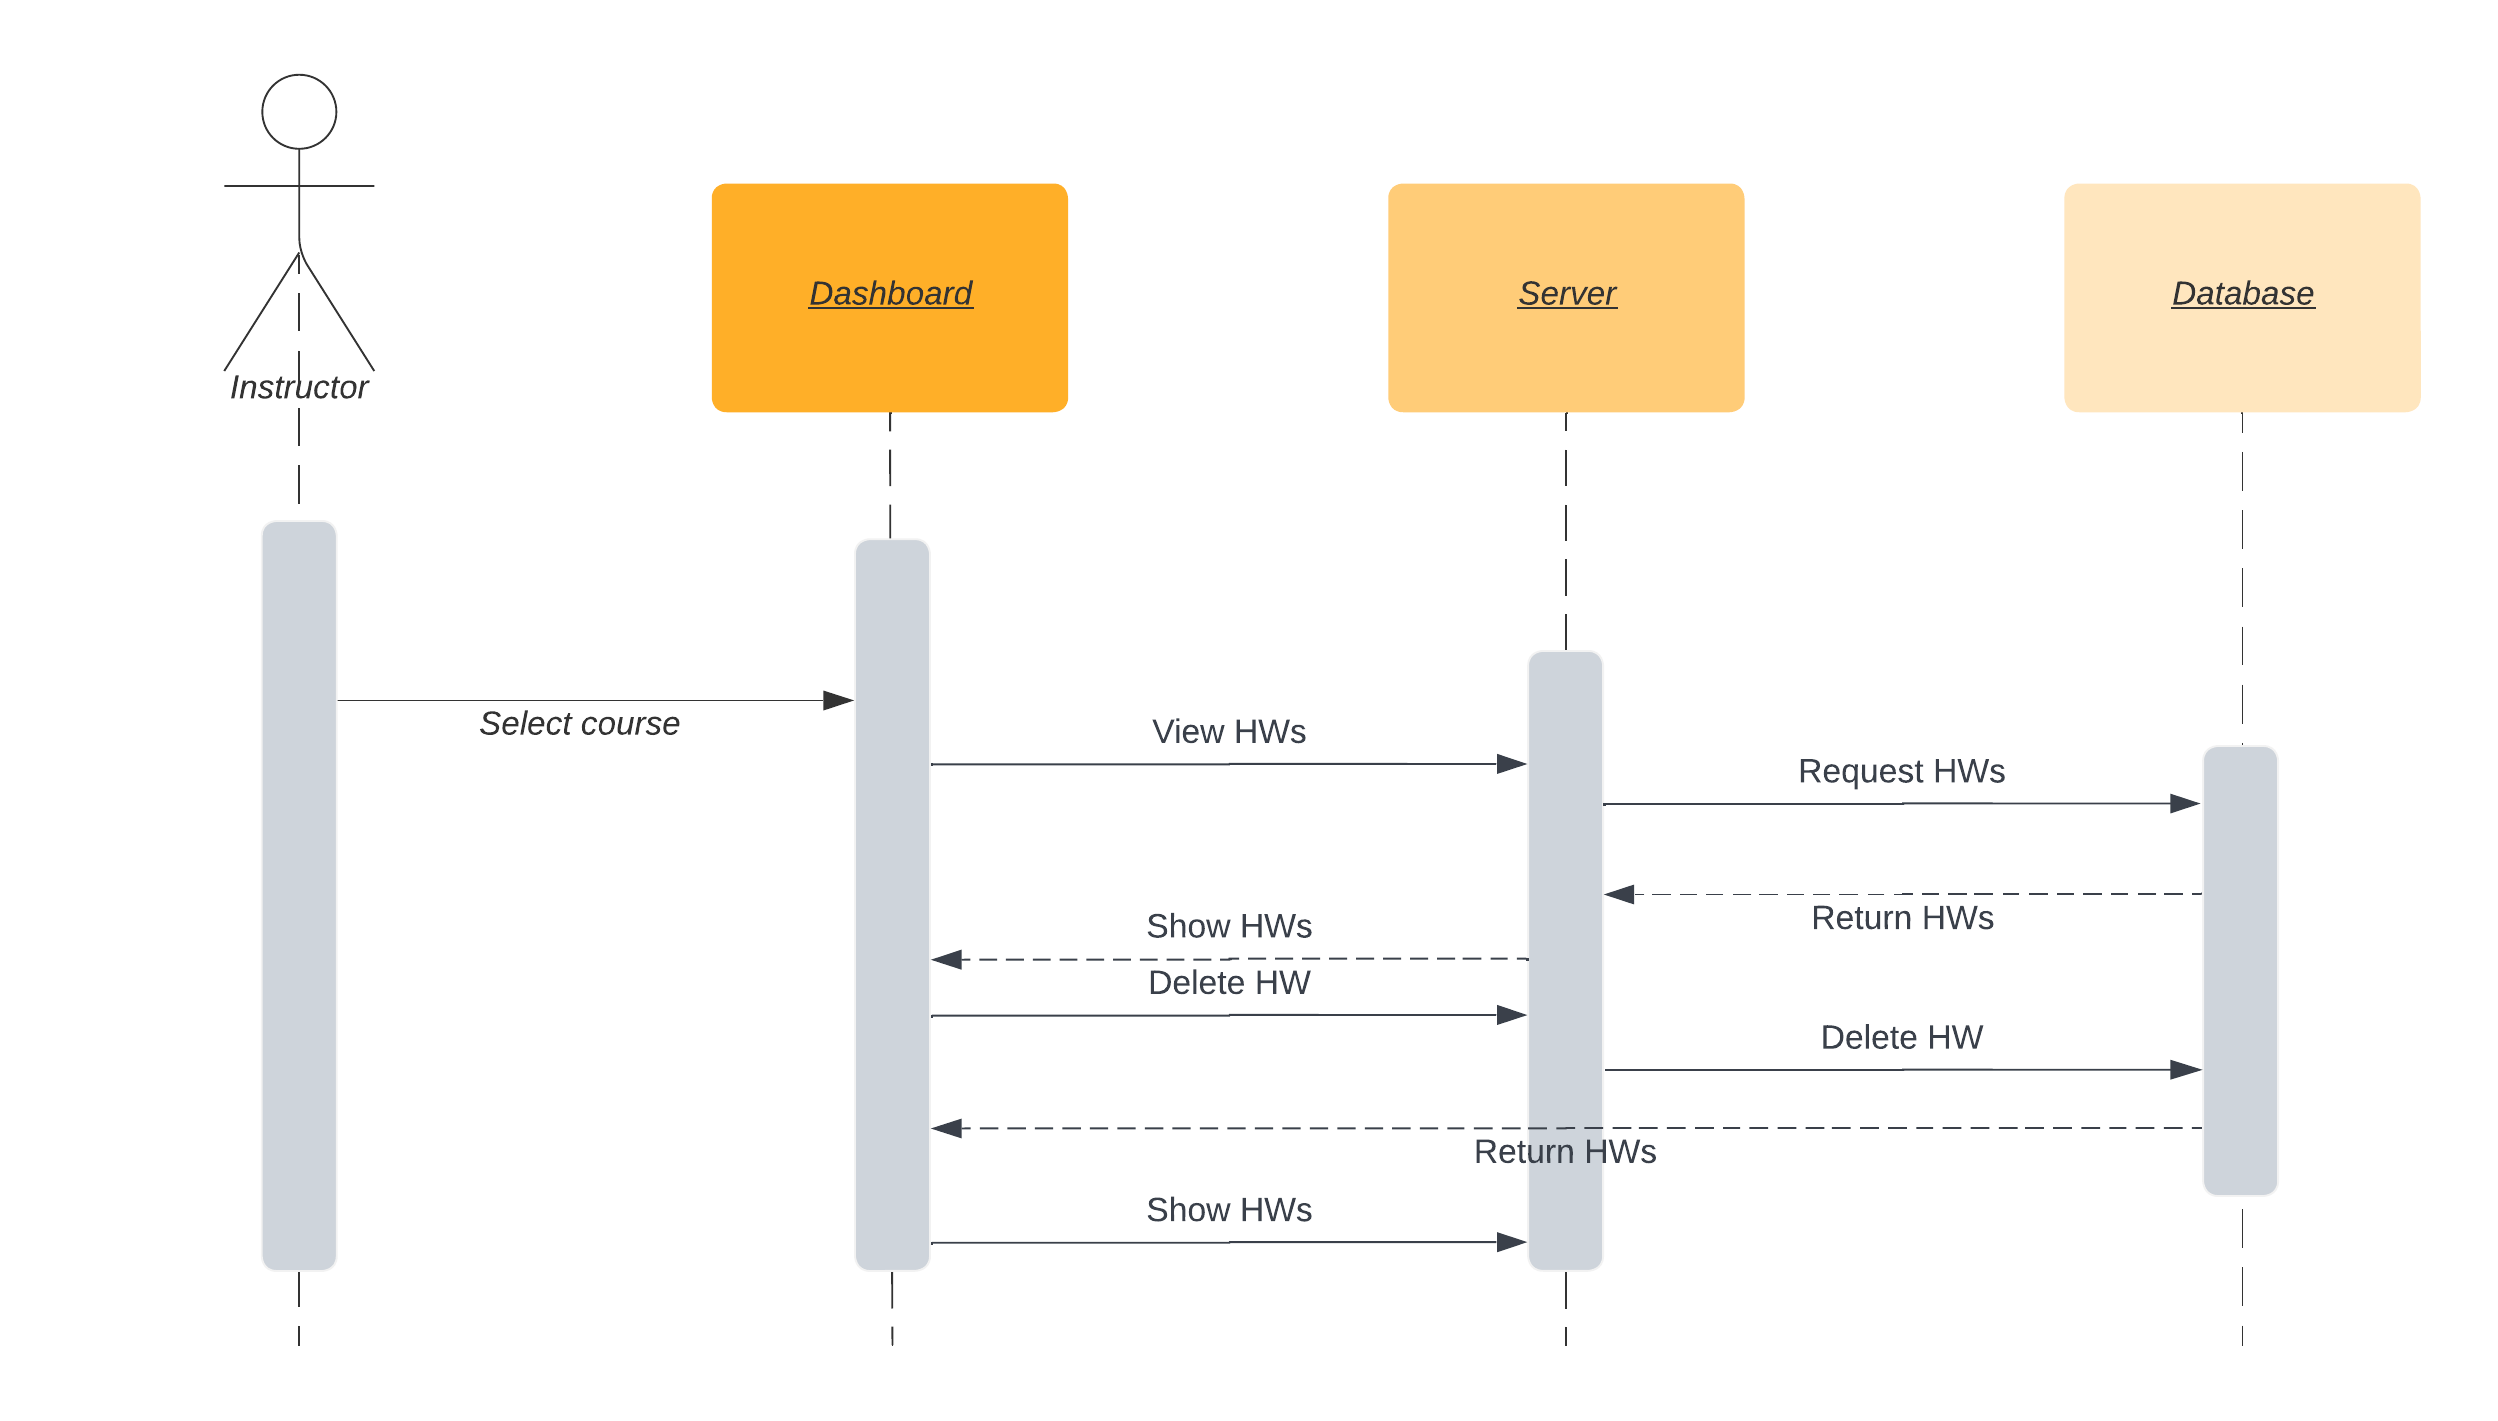 Dashboard
Server
Database
Instructor
Select course
View HWs
Request HWs
Return HWs
Show HWs
Delete HW
Delete HW
Return HWs
Show HWs